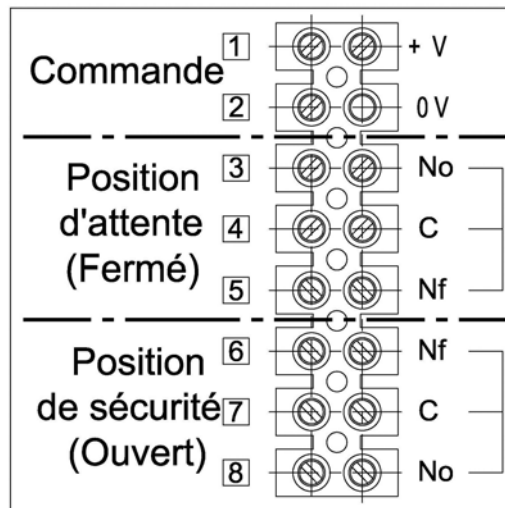 Commande
1 + V
2 0 V
Position d'attente (Fermé)
3 No
4 C
5 Nf
Position de sécurité (Ouvert)
6 Nf
7 C
8 No